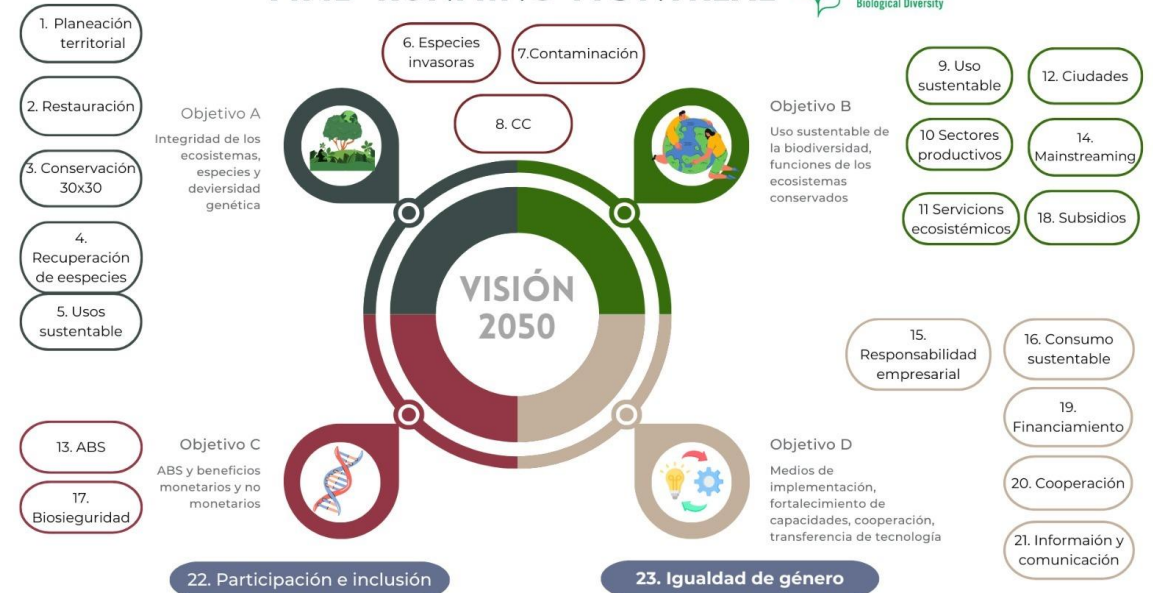 Biological Diversity
1. Planeación
territorial
2. Restauración
3. Conservación
30x30
4.
Recuperación
de eespecies
5. Usos
sustentable
Objetivo A
Integridad de los
ecosistemas,
especies y
deviersidad
genética
6. Especies
invasoras
7.Contaminación
8. CC
Objetivo B
Uso sustentable de
la biodiversidad,
funciones de los
ecosistemas
conservados
9. Uso
sustentable
12. Ciudades
10 Sectores
productivos
14.
Mainstreaming
11 Servicions
ecosistémicos
18. Subsidios
VISIÓN
2050
13. ABS
17.
Biosieguridad
Objetivo C
ABS y beneficios
monetarios y no
monetarios
Objetivo D
Medios de
implementación,
fortalecimiento de
capacidades, cooperación,
transferencia de tecnología
15.
Responsabilidad
empresarial
16. Consumo
sustentable
19.
Financiamiento
20. Cooperación
21. Informaión y
comunicación
22. Participación e inclusión
23. Igualdad de género